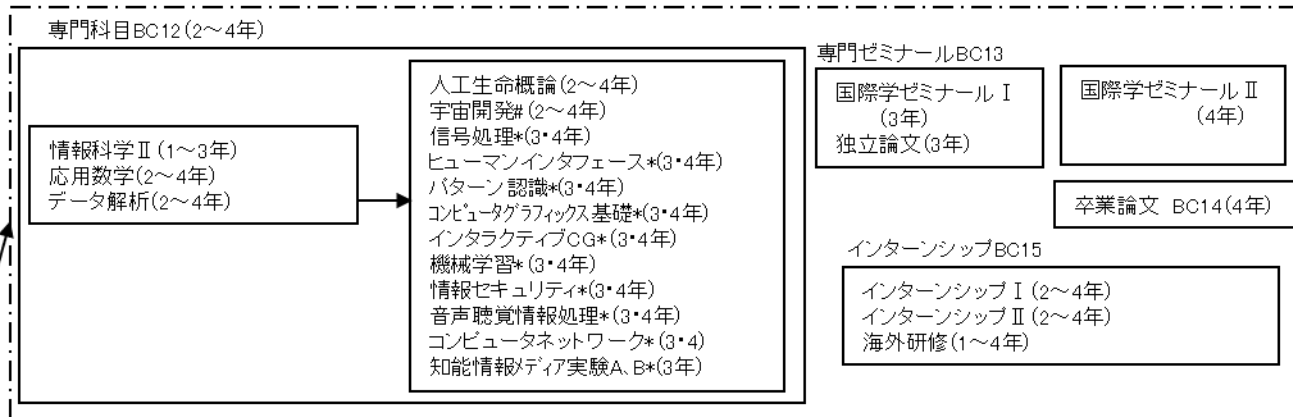 専門科目BC12(2～4年)
情報科学Ⅱ(1～3年)
応用数学(2～4年)
データ解析(2～4年)
人工生命概論(2～4年)
宇宙開発#(2～4年)
信号処理*(3･4年)
ヒューマンインタフェース*(3･4年)
パターン認識*(3･4年)
コンピュータグラフィックス基礎*(3･4年)
インタラクティブCG*(3･4年)
機械学習*(3･4年)
情報セキュリティ*(3･4年)
音声聴覚情報処理*(3･4年)
コンピュータネットワーク*(3･4)
知能情報メディア実験A、B*(3年)
専門ゼミナールBC13
国際学ゼミナールⅠ
(3年)
独立論文(3年)
国際学ゼミナールⅡ
(4年)
卒業論文 BC14(4年)
インターンシップBC15
インターンシップⅠ(2～4年)
インターンシップⅡ(2～4年)
海外研修(1～4年)